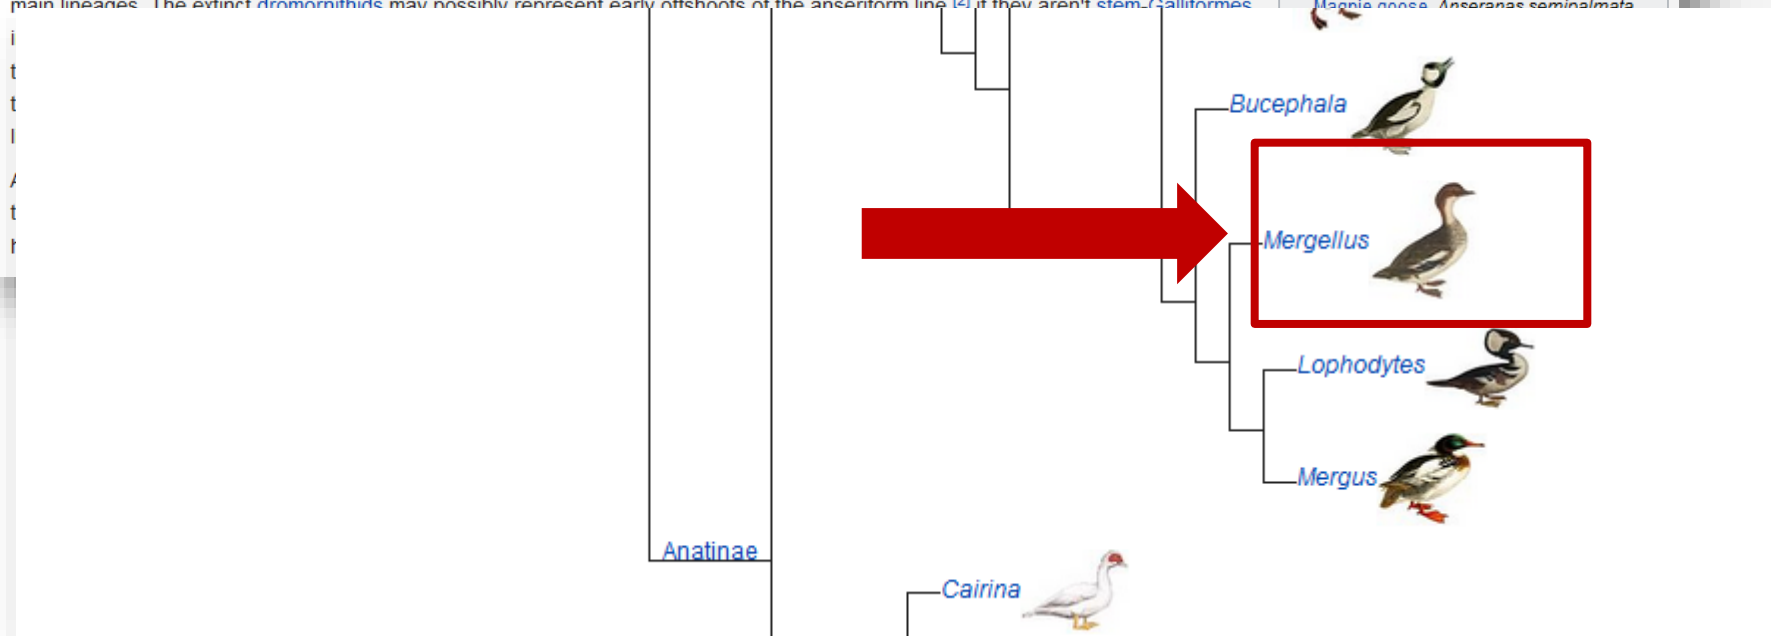 main lineages. The extinct dromornithids may possibly represent early offshoots of the anseriform line,[2] if they aren't stem-Galliformes
Magpie goose, Anseranas semipalmata
Bucephala
Mergellus
Lophodytes
Mergus
Anatinae
Cairina